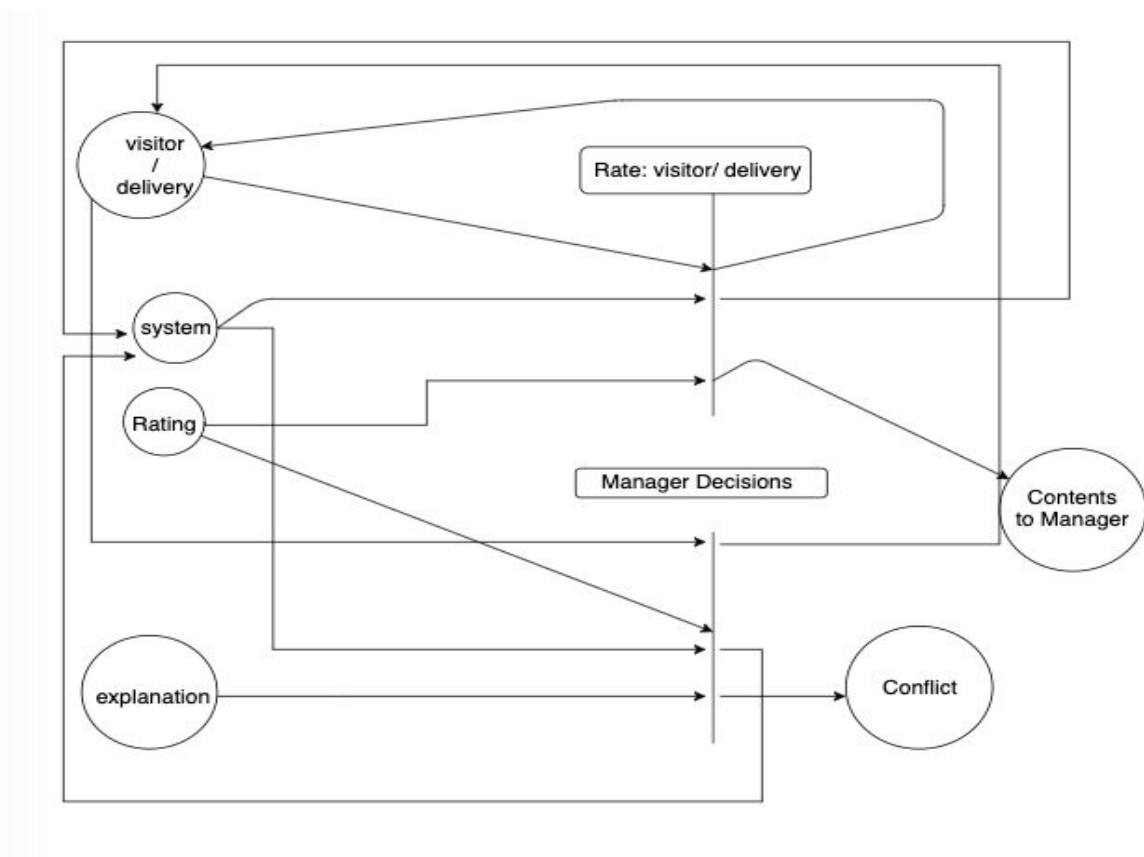 visitor
/
delivery
Rate: visitor/ delivery
system
Rating
Manager Decisions
Contents
to Manager
explanation
Conflict